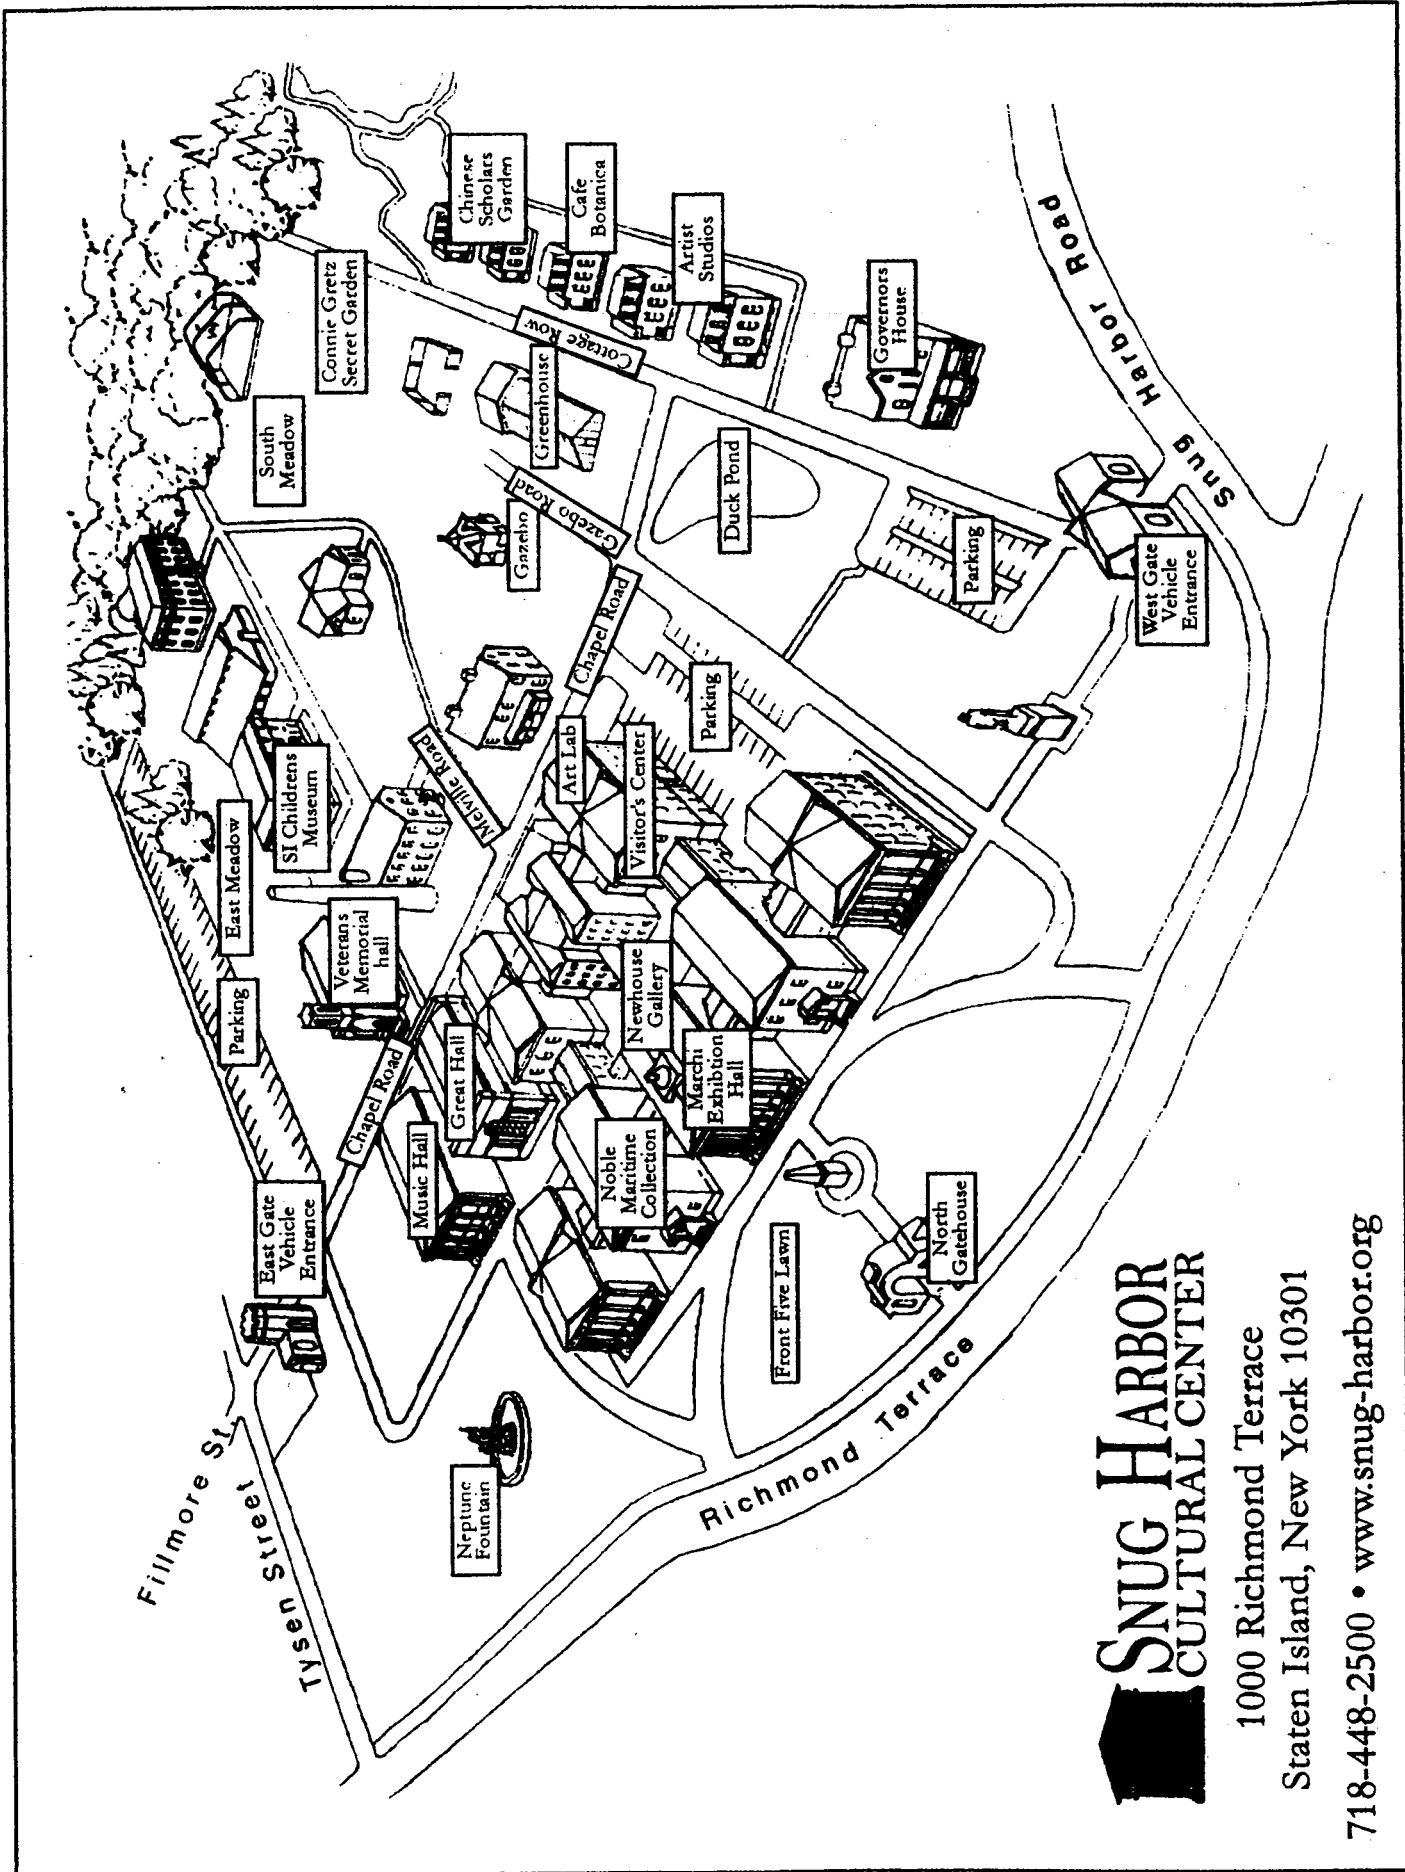 Fillmore St.
Tysen Street
East Gate
Vehicle
Entrance
Parking
East Meadow
SI Childrens
Museum
South
Meadow
Connie Gretz
Secret Garden
Veterans
Memorial
hall
Chapel Road
Melville Road
Gazebo
Gazebo Road
Greenhouse
Cottage Row
Chinese
Scholars
Garden
Cafe
Botanica
Artist
Studios
Neptune
Fountain
Music Hall
Great Hall
Art Lab
Chapel Road
Visitor's Center
Parking
Duck Pond
Noble
Maritime
Collection
Newhouse
Gallery
Marchi
Exhibtion
Hall
Governors
House
Parking
Front Five Lawn
North
Gatehouse
West Gate
Vehicle
Entrance
Richmond Terrace
Snug Harbor Road
SNUG HARBOR
CULTURAL CENTER
1000 Richmond Terrace
Staten Island, New York 10301
718-448-2500 • www.snug-harbor.org